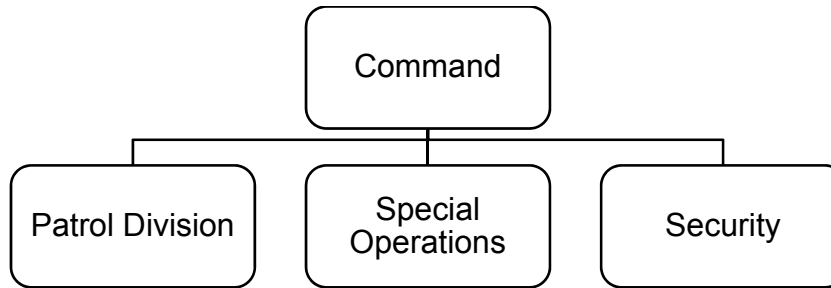 Command
Patrol Division
Special
Operations
Security